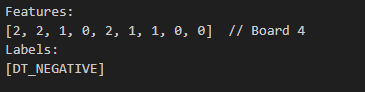 Features:
[2, 2, 1, 0, 2, 1, 1, 0, 0]  // Board 4
Labels:
[DT_NEGATIVE]